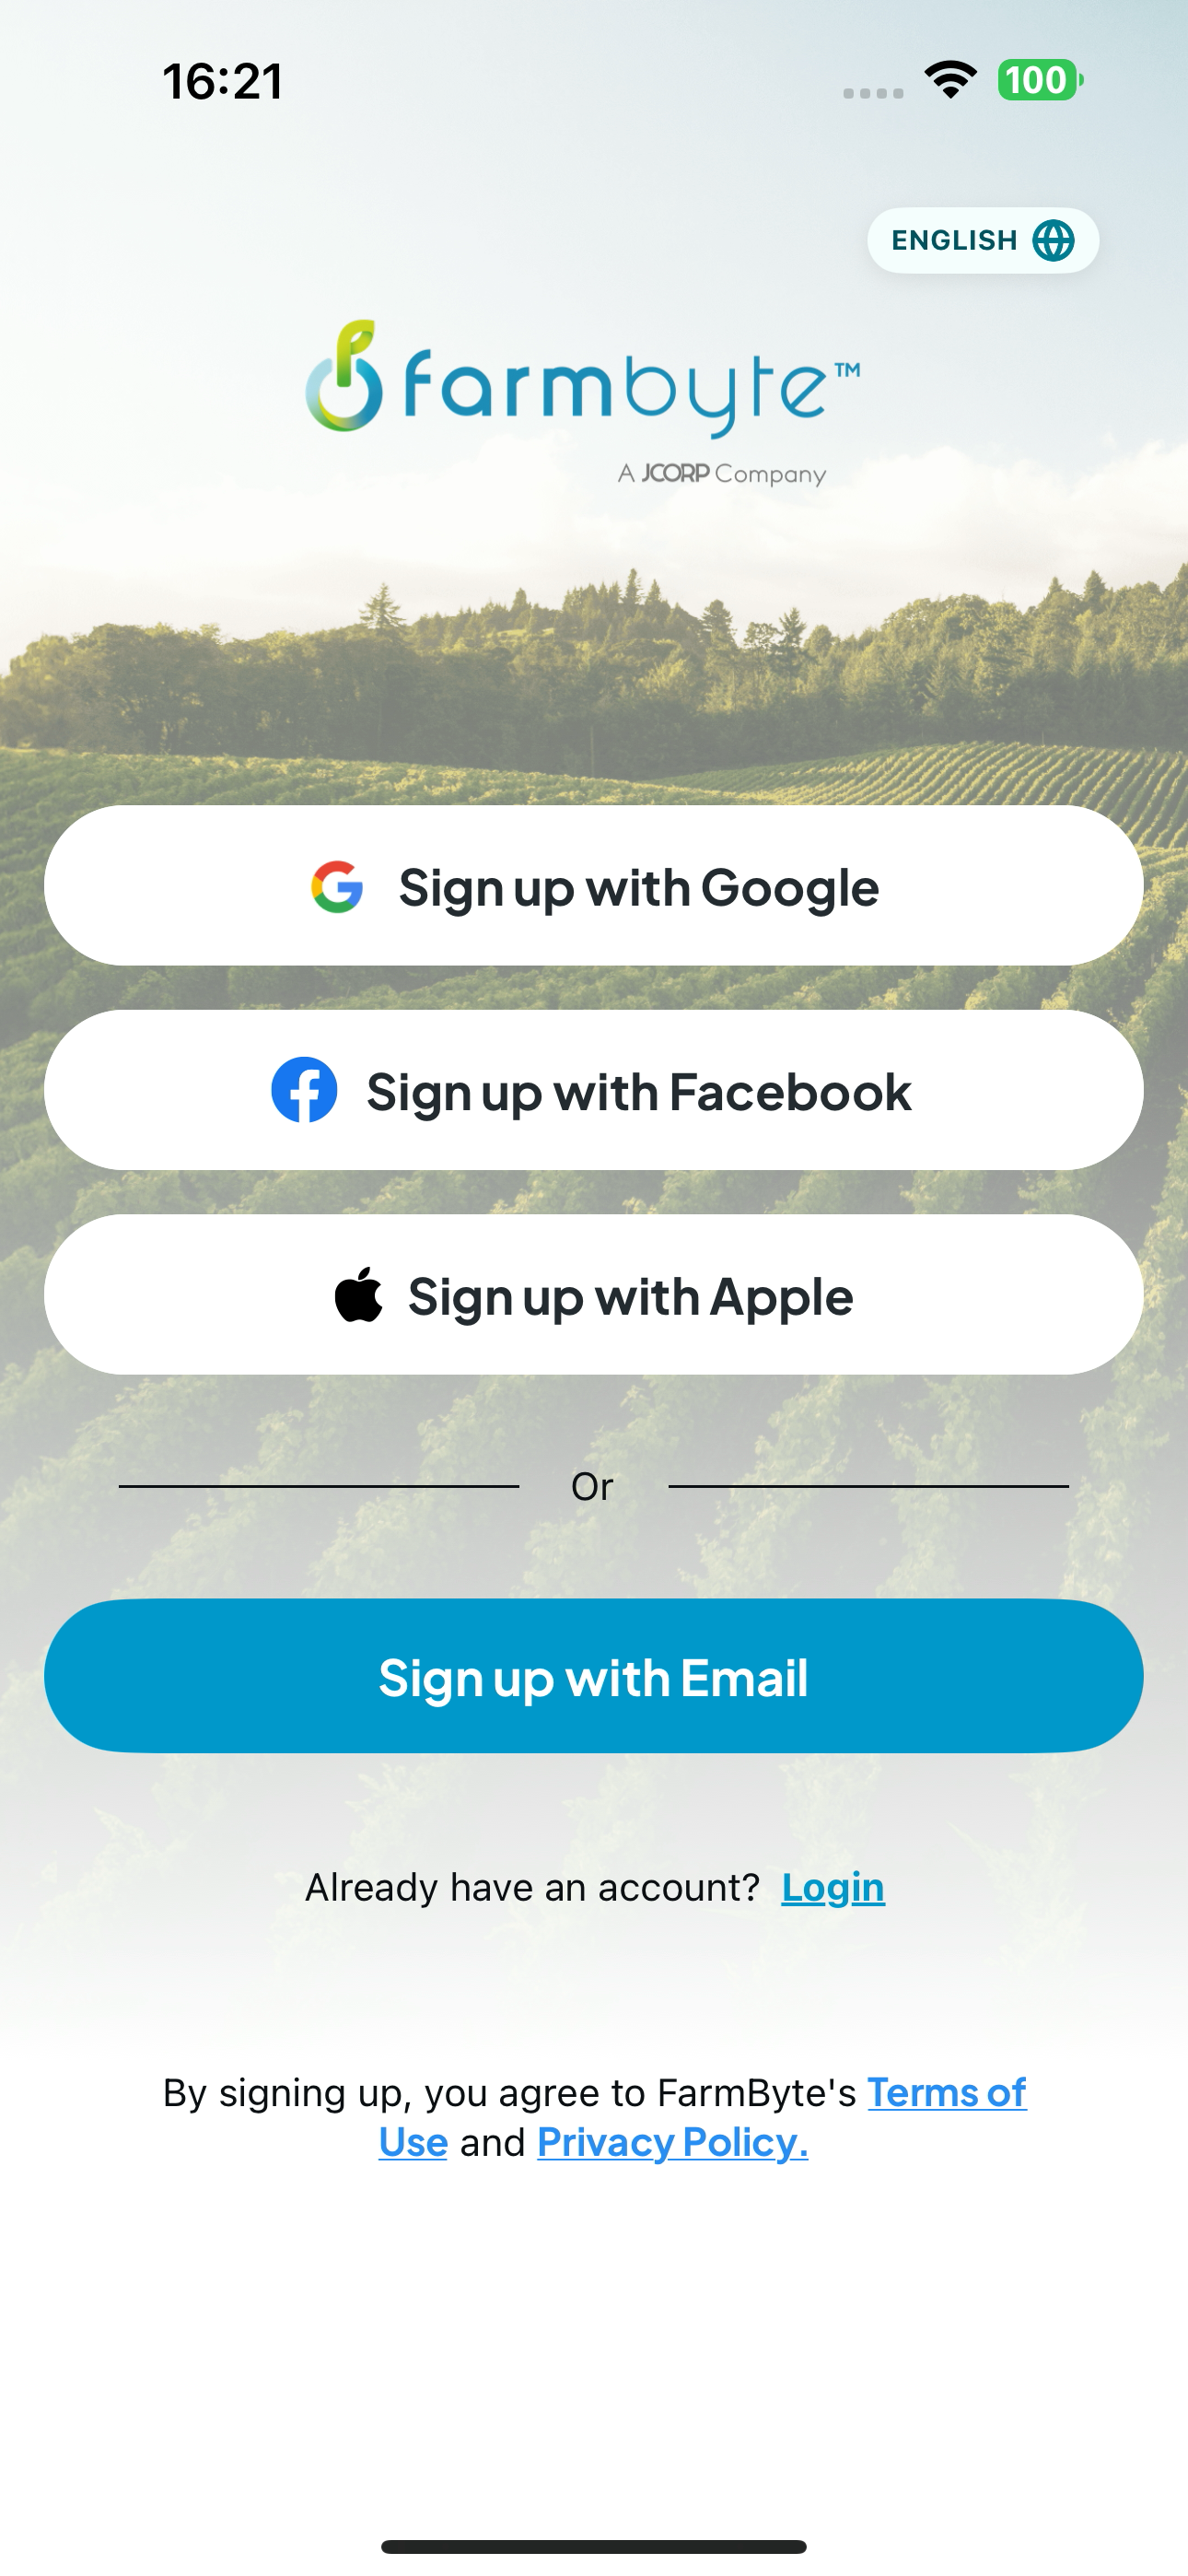 16:21
100
ENGLISH
farmbyte™
A JCORP Company
Sign up with Google
Sign up with Facebook
Sign up with Apple
Or
Sign up with Email
Already have an account? Login
By signing up, you agree to FarmByte's Terms of
Use and Privacy Policy.